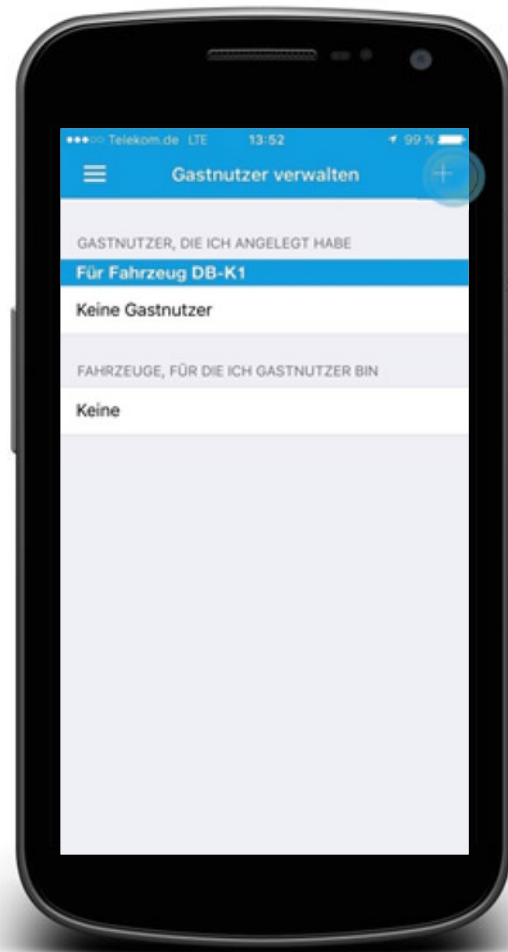 Telekom.de LTE 13:52 99 %
Gastnutzer verwalten +
GASTNUTZER, DIE ICH ANGELEGT HABE
Für Fahrzeug DB-K1
Keine Gastnutzer
FAHRZEUGE, FÜR DIE ICH GASTNUTZER BIN
Keine